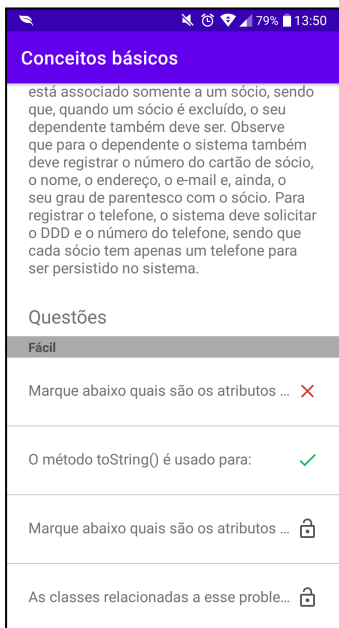 79% 13:50
Conceitos básicos
está associado somente a um sócio, sendo
que, quando um sócio é excluído, o seu
dependente também deve ser. Observe
que para o dependente o sistema também
deve registrar o número do cartão de sócio,
o nome, o endereço, o e-mail e, ainda, o
seu grau de parentesco com o sócio. Para
registrar o telefone, o sistema deve solicitar
o DDD e o número do telefone, sendo que
cada sócio tem apenas um telefone para
ser persistido no sistema.
Questões
Fácil
Marque abaixo quais são os atributos ...
O método toString() é usado para:
Marque abaixo quais são os atributos ...
As classes relacionadas a esse proble...